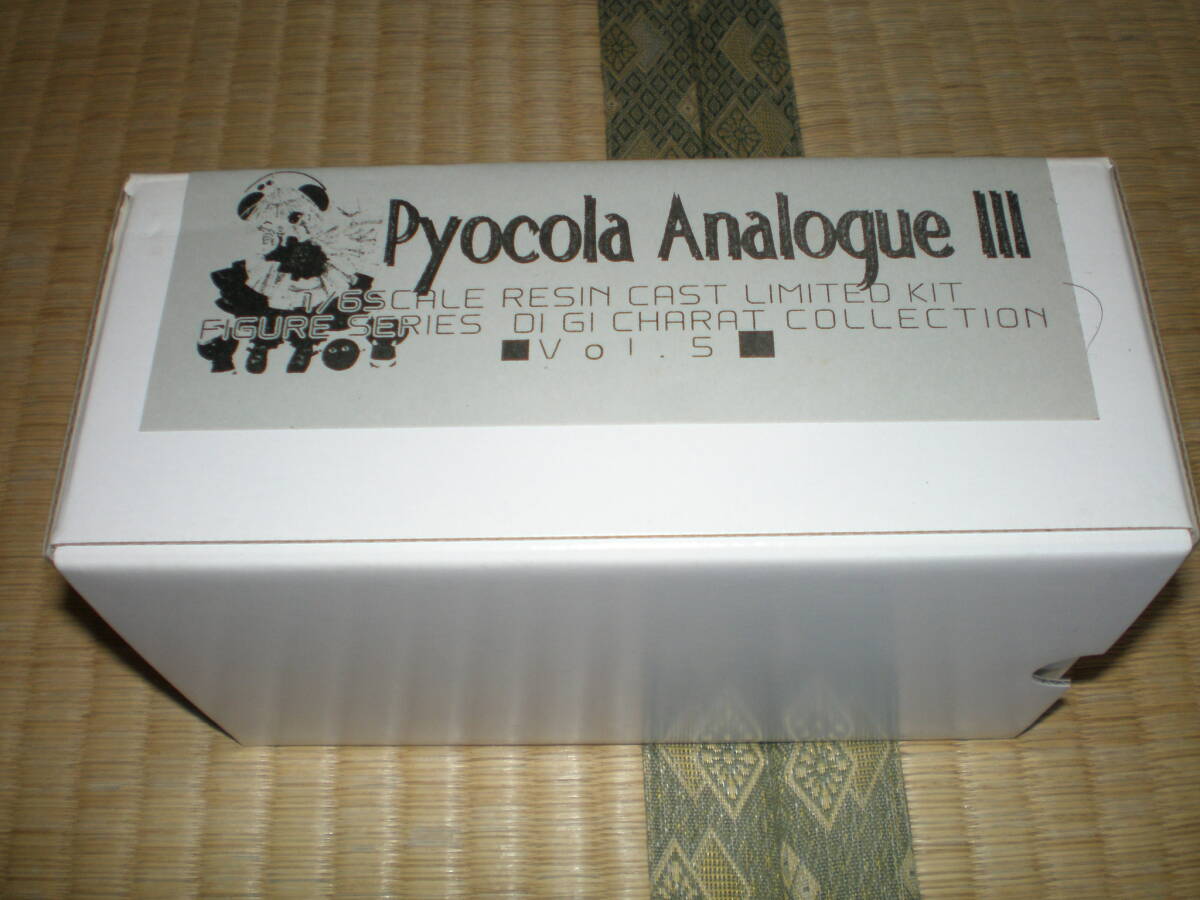 Pyocola Analogue III
1/6SCALE RESIN CAST LIMITED KIT
FIGURE SERIES DI GI CHARAT COLLECTION
■Vol.5■